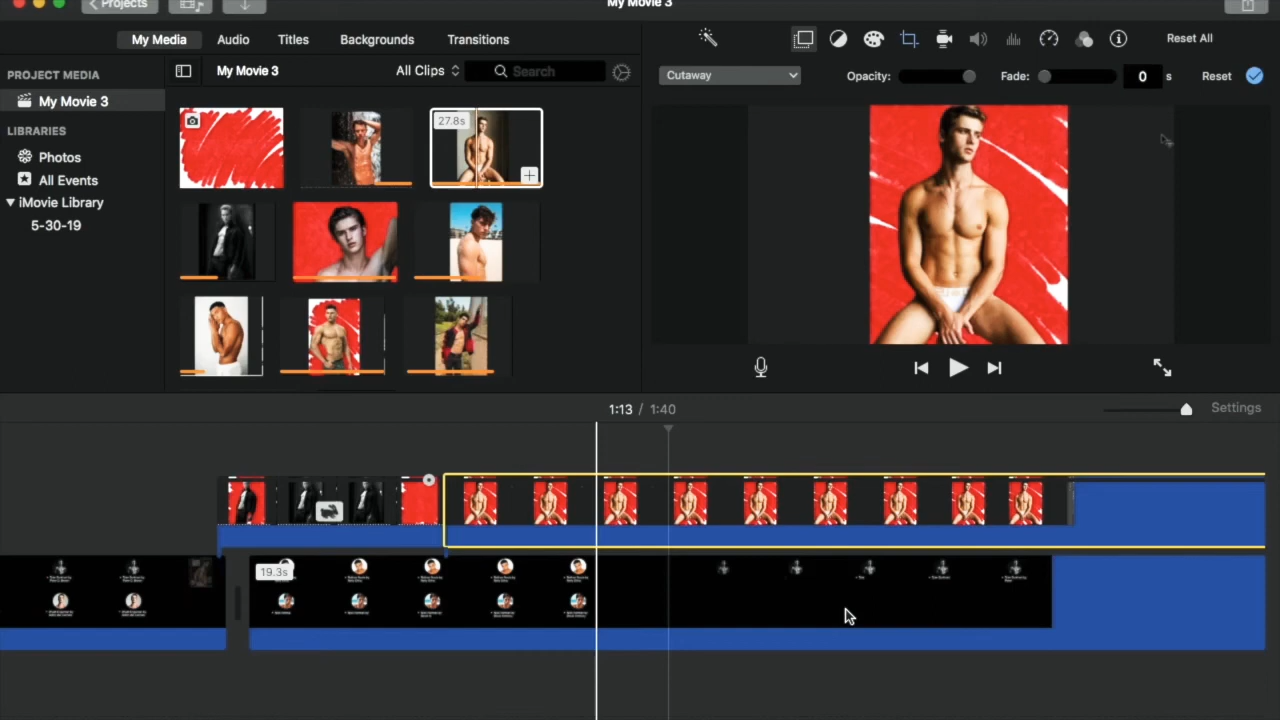 Projects
My Movie 3
My Media
Audio
Titles
Backgrounds
Transitions
Reset All
PROJECT MEDIA
My Movie 3
LIBRARIES
Photos
All Events
iMovie Library
5-30-19
My Movie 3
All Clips
Search
Cutaway
Opacity:
Fade:
0
s
Reset
27.8s
1:13 / 1:40
Settings
19.3s